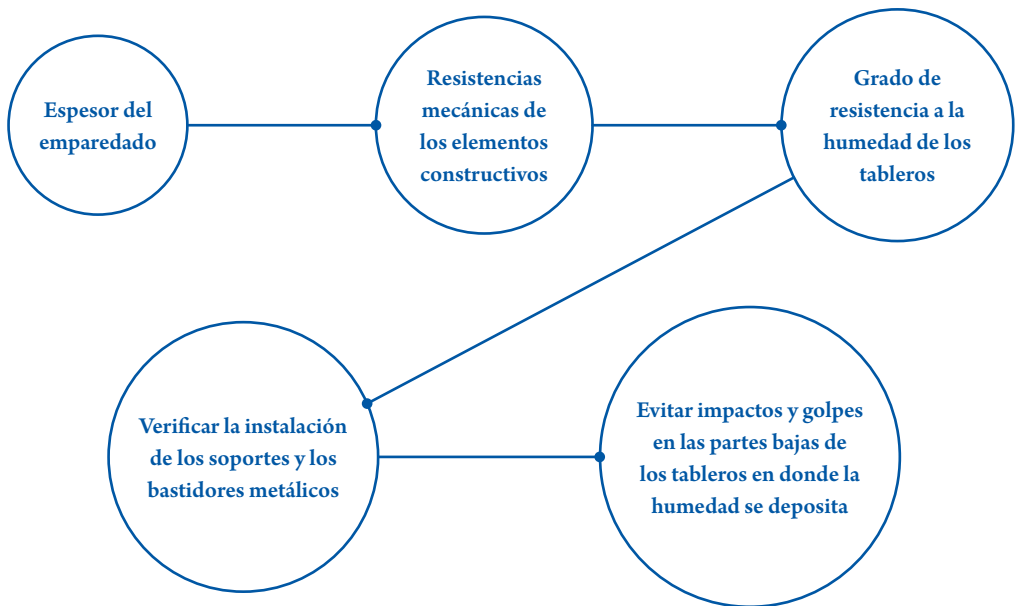 Espesor del
emparedado
Resistencias
mecánicas de
los elementos
constructivos
Grado de
resistencia a la
humedad de los
tableros
Verificar la instalación
de los soportes y los
bastidores metálicos
Evitar impactos y golpes
en las partes bajas de
los tableros en donde la
humedad se deposita